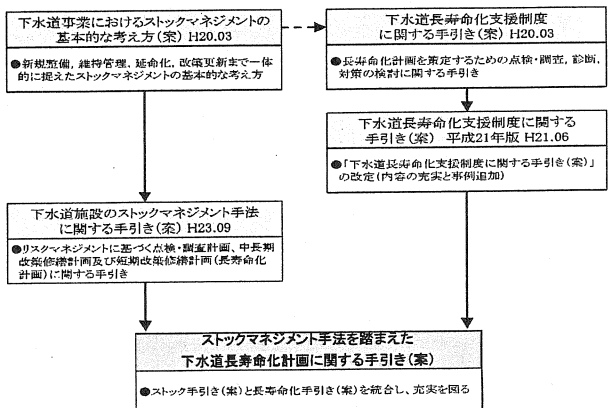 下水道事業におけるストックマネジメントの
基本的な考え方(案) H20.03
●新規整備，維持管理，延命化，改築更新まで一体
的に捉えたストックマネジメントの基本的な考え方
下水道長寿命化支援制度
に関する手引き(案) H20.03
●長寿命化計画を策定するための点検・調査，診断，
対策の検討に関する手引き
下水道長寿命化支援制度に関する
手引き(案) 平成21年版 H21.06
●「下水道長寿命化支援制度に関する手引き(案)」
の改定(内容の充実と事例追加)
下水道施設のストックマネジメント手法
に関する手引き(案) H23.09
●リスクマネジメントに基づく点検・調査計画、中長期
改築修繕計画及び短期改築修繕計画(長寿命化
計画)に関する手引き
ストックマネジメント手法を踏まえた
下水道長寿命化計画に関する手引き(案)
●ストック手引き(案)と長寿命化手引き(案)を統合し、充実を図る